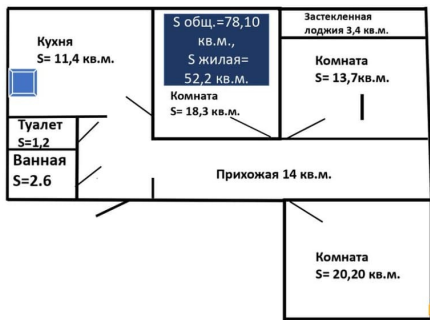 Кухня
S= 11,4 кв.м.
S общ.=78,10
кв.м.,
S жилая=
52,2 кв.м.
Комната
S= 18,3 кв.м.
Застекленная
лоджия 3,4 кв.м.
Комната
S= 13,7кв.м.
Туалет
S=1,2
Ванная
S=2.6
Прихожая 14 кв.м.
Комната
S= 20,20 кв.м.